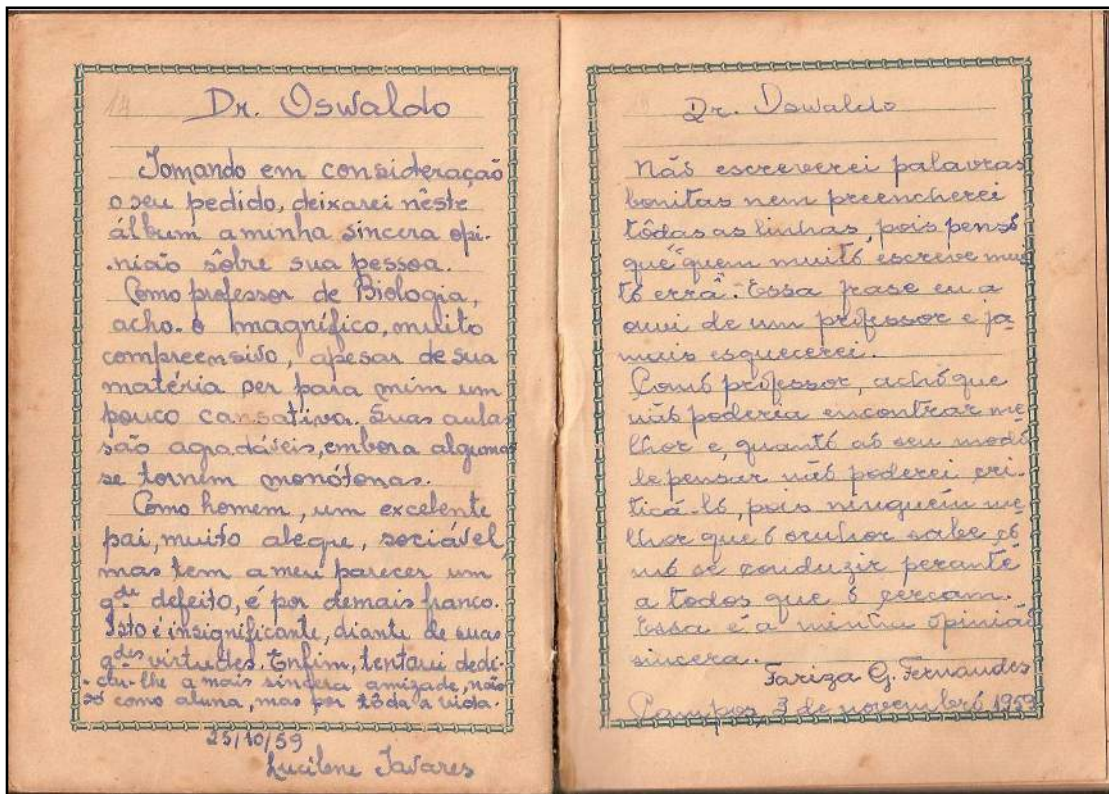 14
Dr. Oswaldo
Tomando em consideração
o seu pedido, deixarei nêste
álbum a minha sincera opi-
-nião sôbre sua pessoa.
Como professor de Biologia,
acho-o magnífico, muito
compreensivo, apesar de sua
matéria ser para mim um
pouco cansativa. Suas aulas
são agradáveis, embora algumas
se tornem monótonas.
Como homem, um excelente
pai, muito alegre, sociável,
mas tem a meu parecer um
gde defeito, é por demais franco.
Isto é insignificante, diante de suas
gdes virtudes. Enfim, tentarei dedi-
-car-lhe a mais sincera amizade, não
só como aluna, mas por tôda a vida.
25/10/59
Lucilene Tavares
Dr. Oswaldo
Não escreverei palavras
bonitas nem preencherei
tôdas as linhas, pois penso
que "quem muito escreve mui
to erra". Essa frase eu a
ouvi de um professor e ja
mais esquecerei.
Como professor, acho que
não poderia encontrar me
lhor e, quanto ao seu modo
de pensar não poderei cri-
ticá-lo, pois ninguém me
lhor que o senhor sabe co
mo se conduzir perante
a todos que o cercam.
Essa é a minha opinião
sincera.
Tariza G. Fernandes
Campos, 3 de novembro 1959